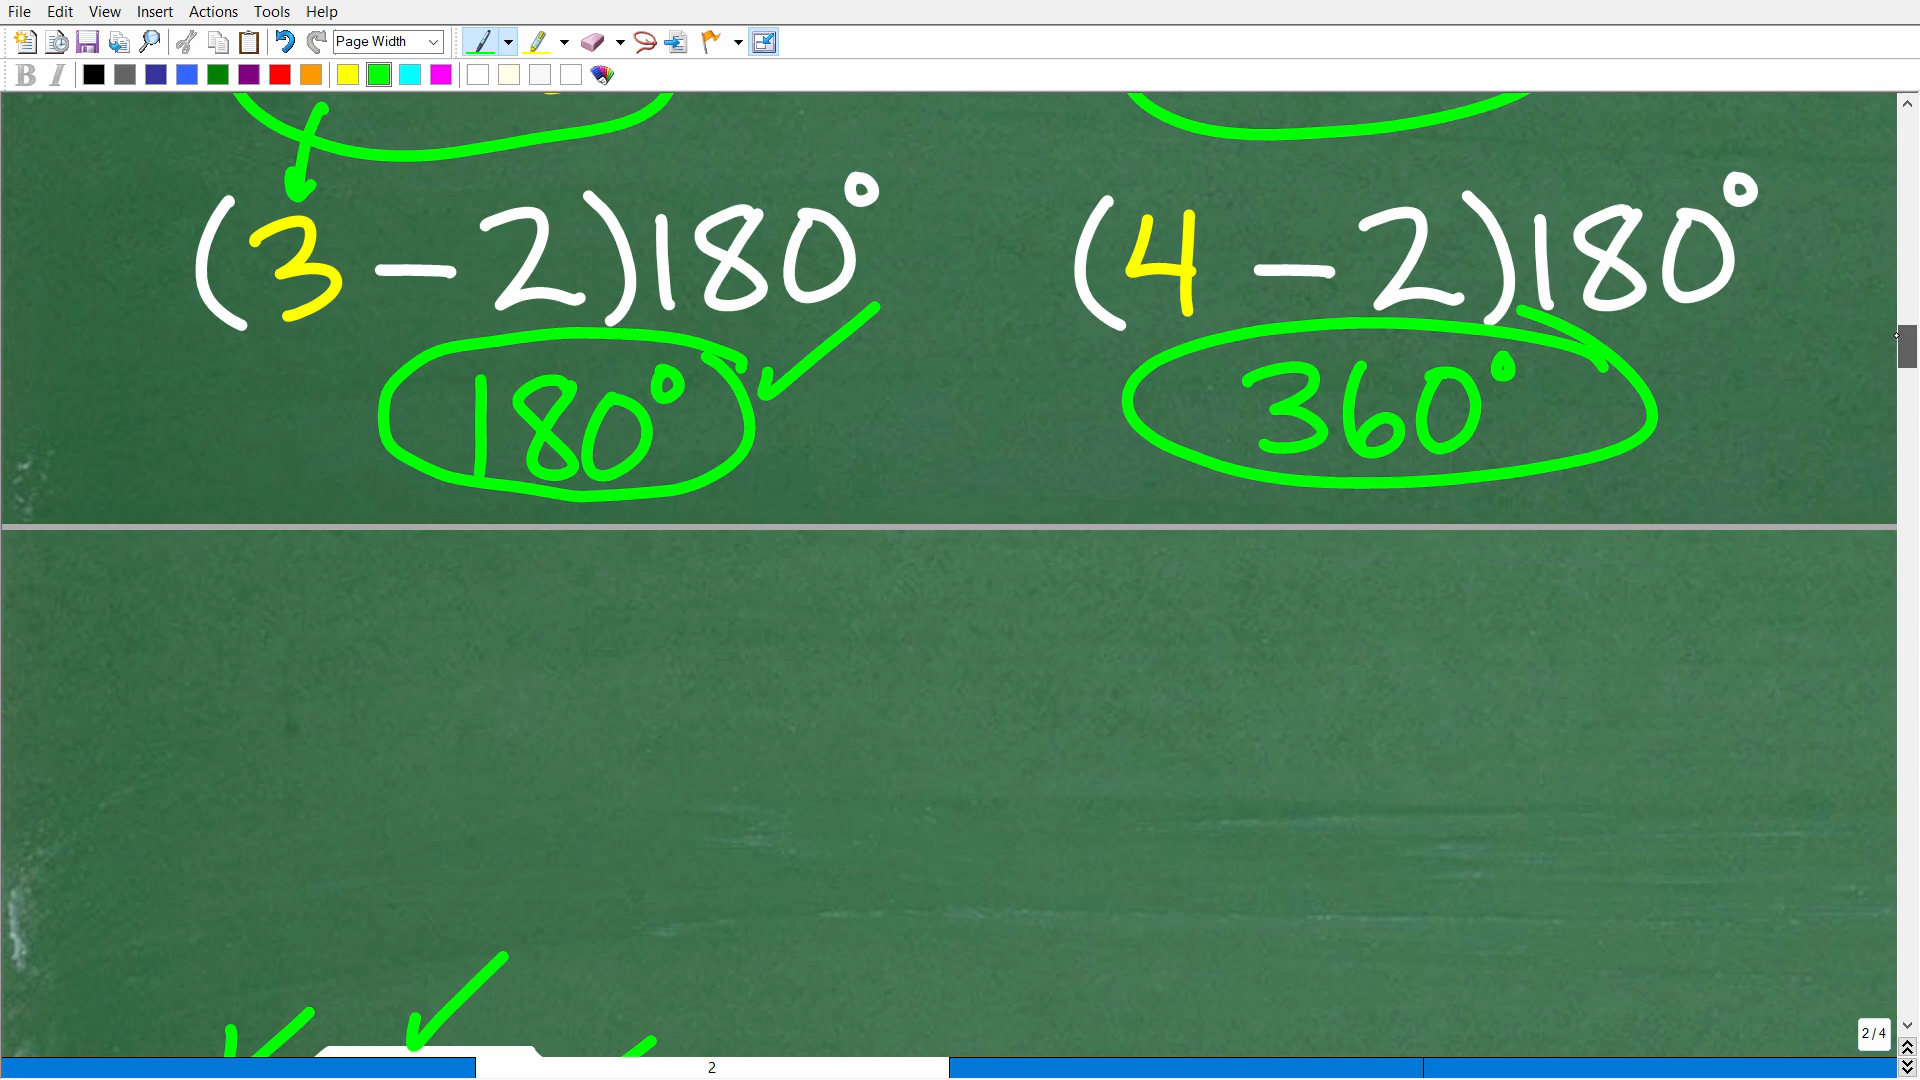 File Edit View Insert Actions Tools Help
Page Width
B I
(3 – 2)180° (4 – 2)180°
180° 360°
2/4
2